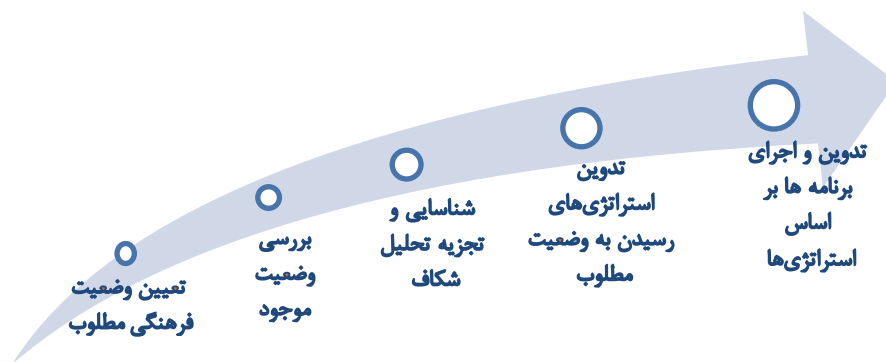 تعیین وضعیت
فرهنگی مطلوب
بررسی
وضعیت
موجود
شناسایی و
تجزیه تحلیل
شکاف
تدوین
استراتژی‌های
رسیدن به وضعیت
مطلوب
تدوین و اجرای
برنامه ها بر
اساس
استراتژی‌ها